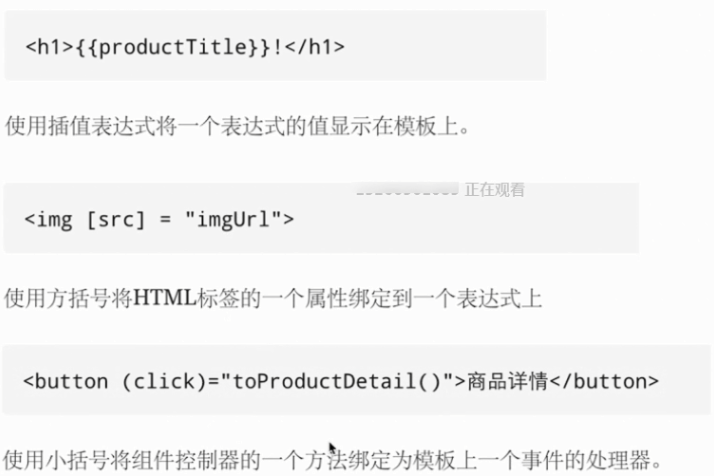 <h1>{{productTitle}}!</h1>
使用插值表达式将一个表达式的值显示在模板上。
正在观看
<img [src] = "imgUrl">
使用方括号将HTML标签的一个属性绑定到一个表达式上
<button (click)="toProductDetail()">商品详情</button>
使用小括号将组件控制器的一个方法绑定为模板上一个事件的处理器。